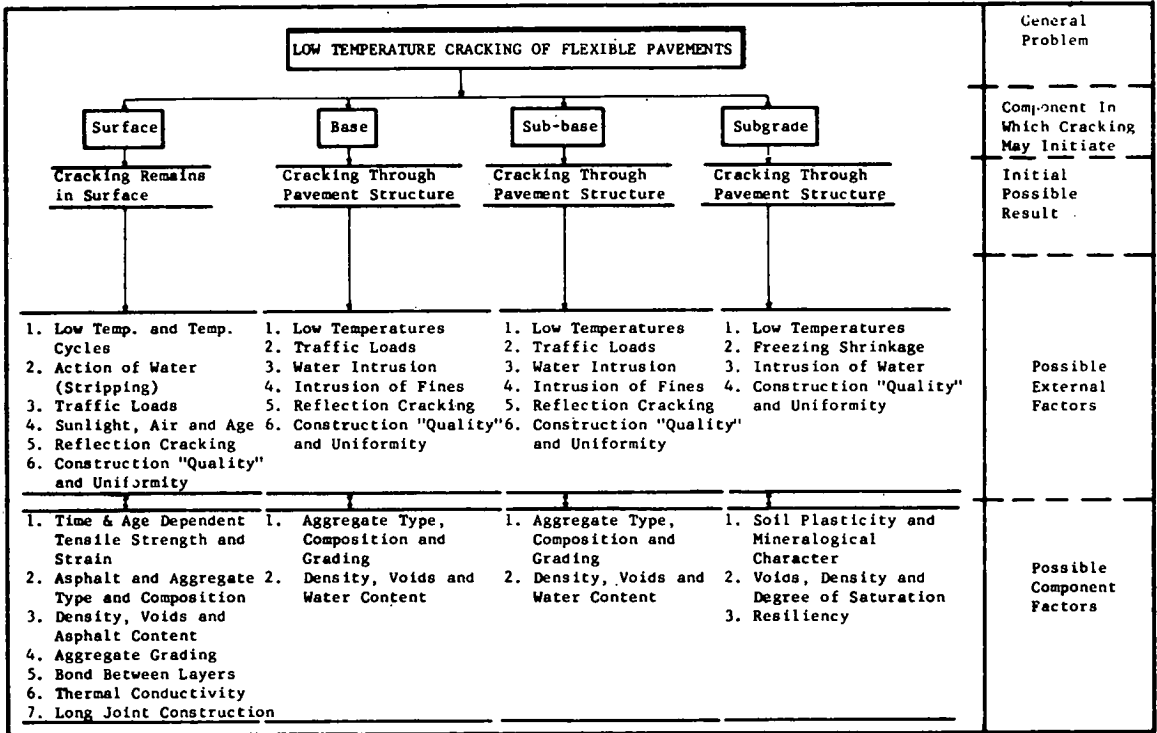 LOW TEMPERATURE CRACKING OF FLEXIBLE PAVEMENTS
General
Problem
Surface
Base
Sub-base
Subgrade
Component In
Which Cracking
May Initiate
Cracking Remains
in Surface
Cracking Through
Pavement Structure
Cracking Through
Pavement Structure
Cracking Through
Pavement Structure
Initial
Possible
Result
1. Low Temp. and Temp.
Cycles
2. Action of Water
(Stripping)
3. Traffic Loads
4. Sunlight, Air and Age
5. Reflection Cracking
6. Construction "Quality"
and Uniformity
1. Low Temperatures
2. Traffic Loads
3. Water Intrusion
4. Intrusion of Fines
5. Reflection Cracking
6. Construction "Quality"
and Uniformity
1. Low Temperatures
2. Traffic Loads
3. Water Intrusion
4. Intrusion of Fines
5. Reflection Cracking
6. Construction "Quality"
and Uniformity
1. Low Temperatures
2. Freezing Shrinkage
3. Intrusion of Water
4. Construction "Quality"
and Uniformity
Possible
External
Factors
1. Time & Age Dependent
Tensile Strength and
Strain
2. Asphalt and Aggregate
Type and Composition
3. Density, Voids and
Asphalt Content
4. Aggregate Grading
5. Bond Between Layers
6. Thermal Conductivity
7. Long Joint Construction
1. Aggregate Type,
Composition and
Grading
2. Density, Voids and
Water Content
1. Aggregate Type,
Composition and
Grading
2. Density, Voids and
Water Content
1. Soil Plasticity and
Mineralogical
Character
2. Voids, Density and
Degree of Saturation
3. Resiliency
Possible
Component
Factors